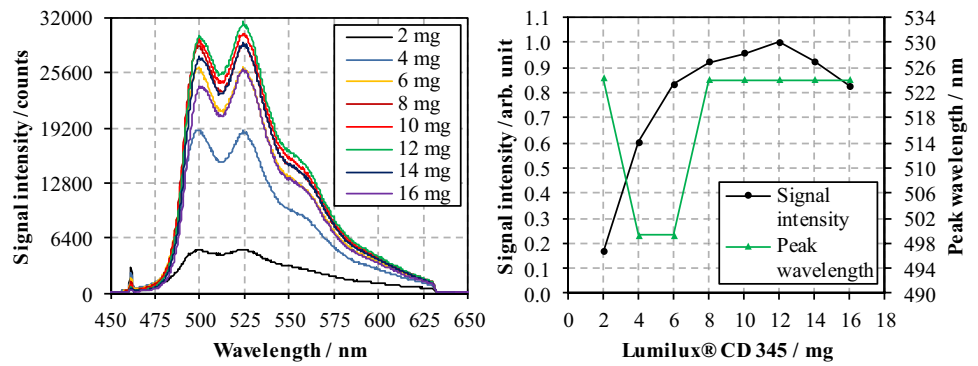 Signal intensity / counts
32000
25600
19200
12800
6400
0
2 mg
4 mg
6 mg
8 mg
10 mg
12 mg
14 mg
16 mg
450 475 500 525 550 575 600 625 650
Wavelength / nm
Signal intensity / arb. unit
1.1
1.0
0.9
0.8
0.7
0.6
0.5
0.4
0.3
0.2
0.1
0.0
Signal
intensity
Peak
wavelength
0 2 4 6 8 10 12 14 16 18
Lumilux® CD 345 / mg
534
530
526
522
518
514
510
506
502
498
494
490
Peak wavelength / nm